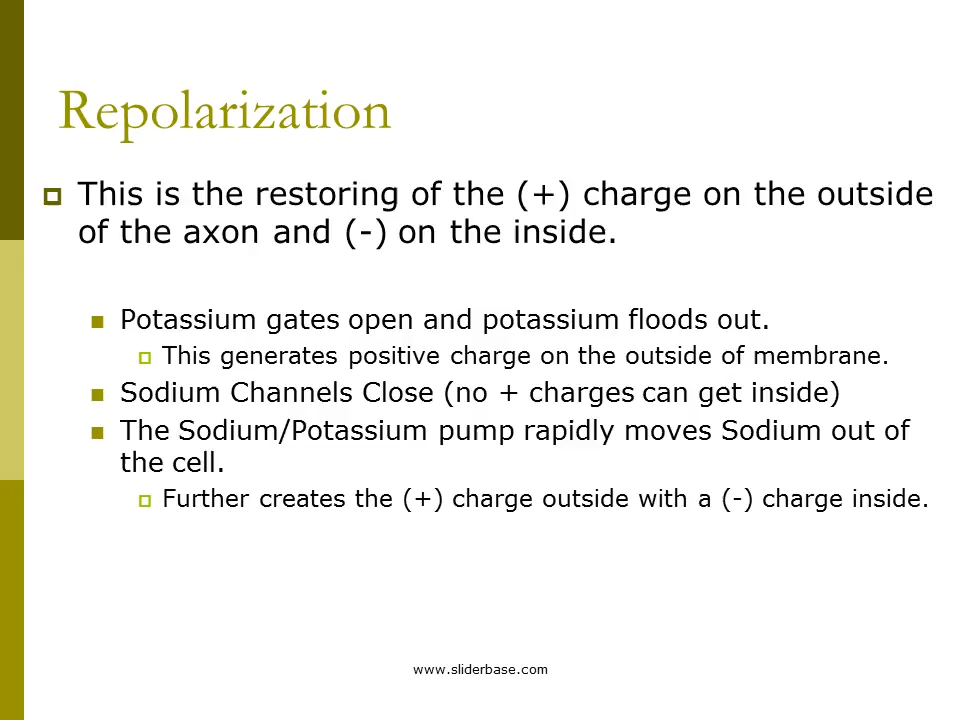 Repolarization
This is the restoring of the (+) charge on the outside
of the axon and (-) on the inside.
Potassium gates open and potassium floods out.
This generates positive charge on the outside of membrane.
Sodium Channels Close (no + charges can get inside)
The Sodium/Potassium pump rapidly moves Sodium out of
the cell.
Further creates the (+) charge outside with a (-) charge inside.
www.sliderbase.com